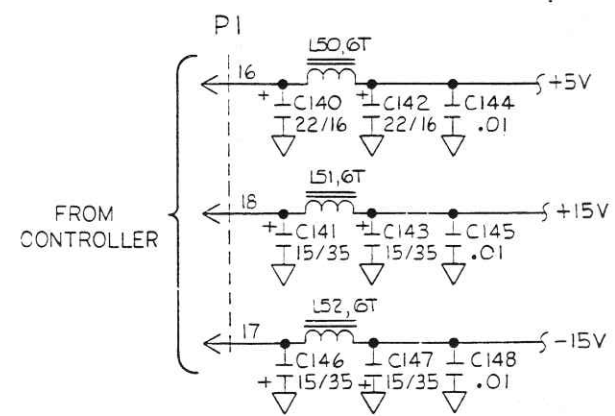 P1
L50,6T
16
+5V
+ C140 + C142 C144
22/16 22/16 .01
L51,6T
18
+15V
FROM
CONTROLLER
+ C141 + C143 C145
15/35 15/35 .01
L52,6T
17
-15V
C146 C147 C148
+ 15/35 + 15/35 .01